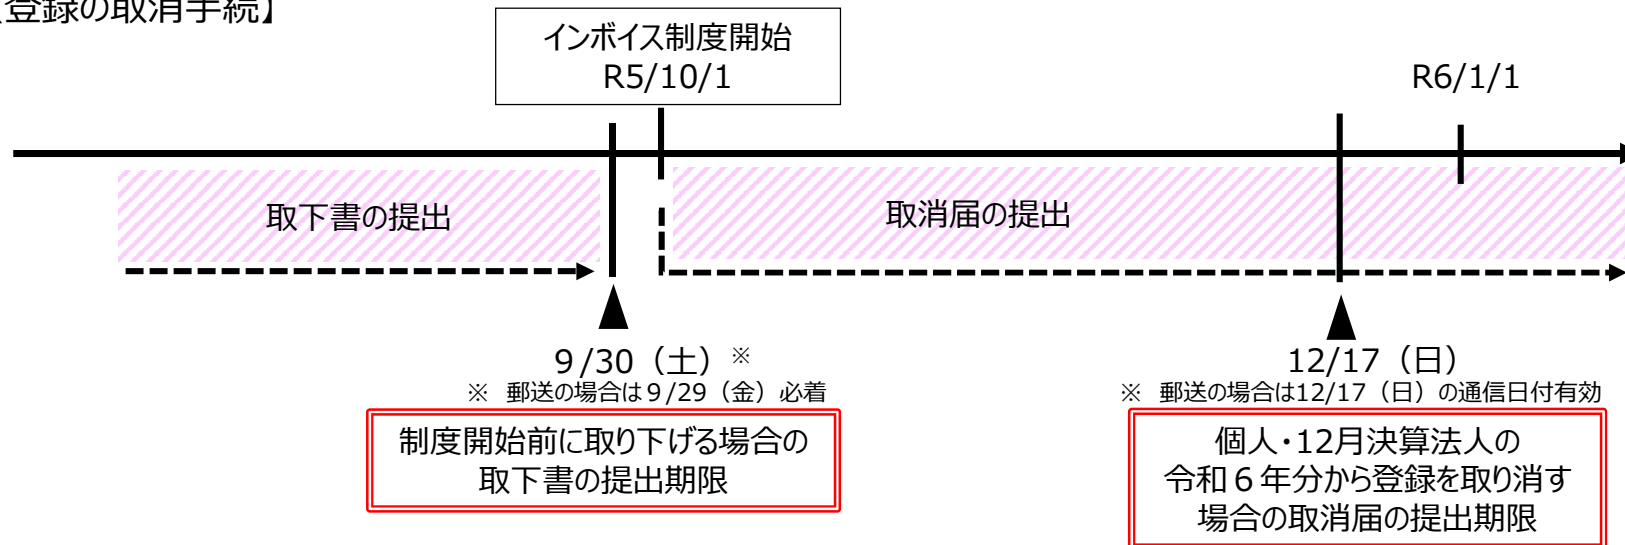 【登録の取消手続】
インボイス制度開始
R5/10/1
R6/1/1
取下書の提出
取消届の提出
９/30（土）※
※　郵送の場合は９/29（金）必着
制度開始前に取り下げる場合の
取下書の提出期限
12/17（日）
※　郵送の場合は12/17（日）の通信日付有効
個人・12月決算法人の
令和６年分から登録を取り消す
場合の取消届の提出期限